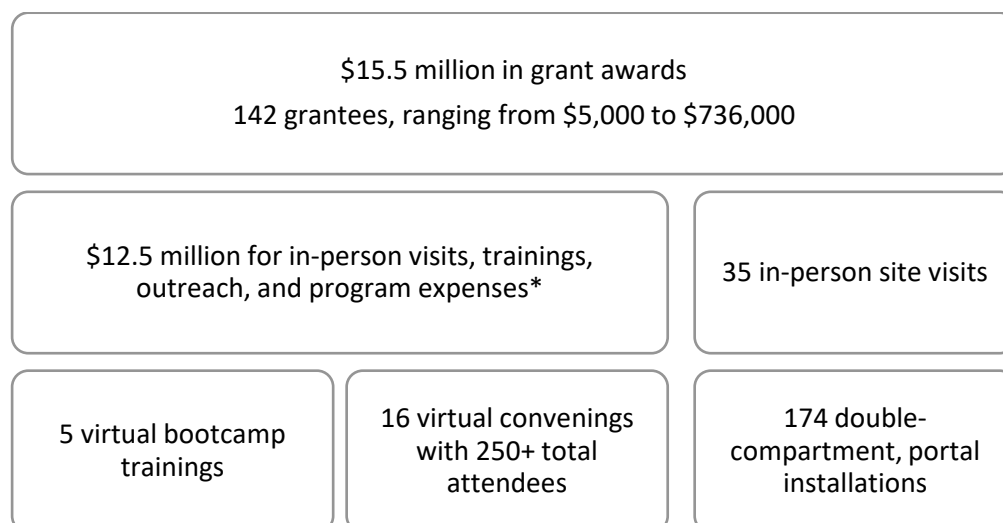 $15.5 million in grant awards
142 grantees, ranging from $5,000 to $736,000
$12.5 million for in-person visits, trainings,
outreach, and program expenses*
35 in-person site visits
5 virtual bootcamp
trainings
16 virtual convenings
with 250+ total
attendees
174 double-
compartment, portal
installations